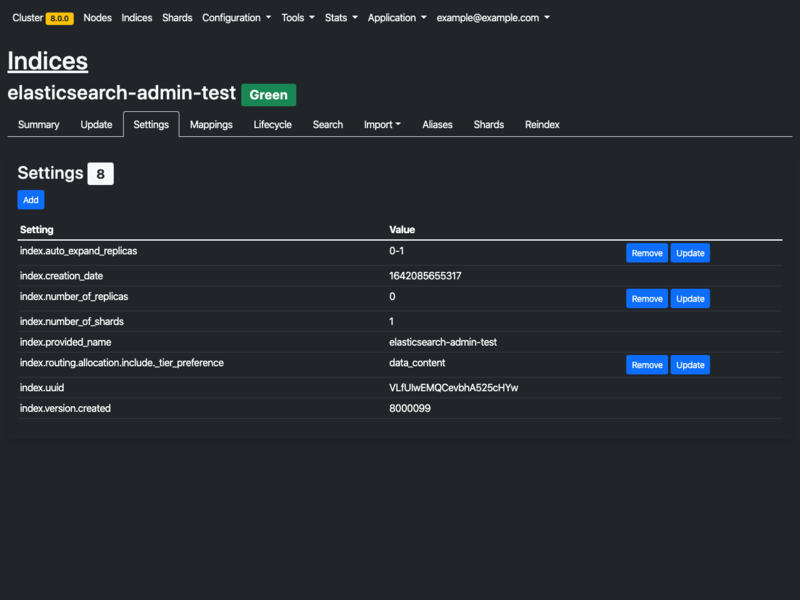 Cluster 8.0.0 Nodes Indices Shards Configuration Tools Stats Application example@example.com
Indices
elasticsearch-admin-test Green
Summary Update Settings Mappings Lifecycle Search Import Aliases Shards Reindex
Settings 8
Add
Setting Value
index.auto_expand_replicas 0-1 Remove Update
index.creation_date 1642085655317
index.number_of_replicas 0 Remove Update
index.number_of_shards 1
index.provided_name elasticsearch-admin-test
index.routing.allocation.include._tier_preference data_content Remove Update
index.uuid VLfUlwEMQCevbhA525cHYw
index.version.created 8000099